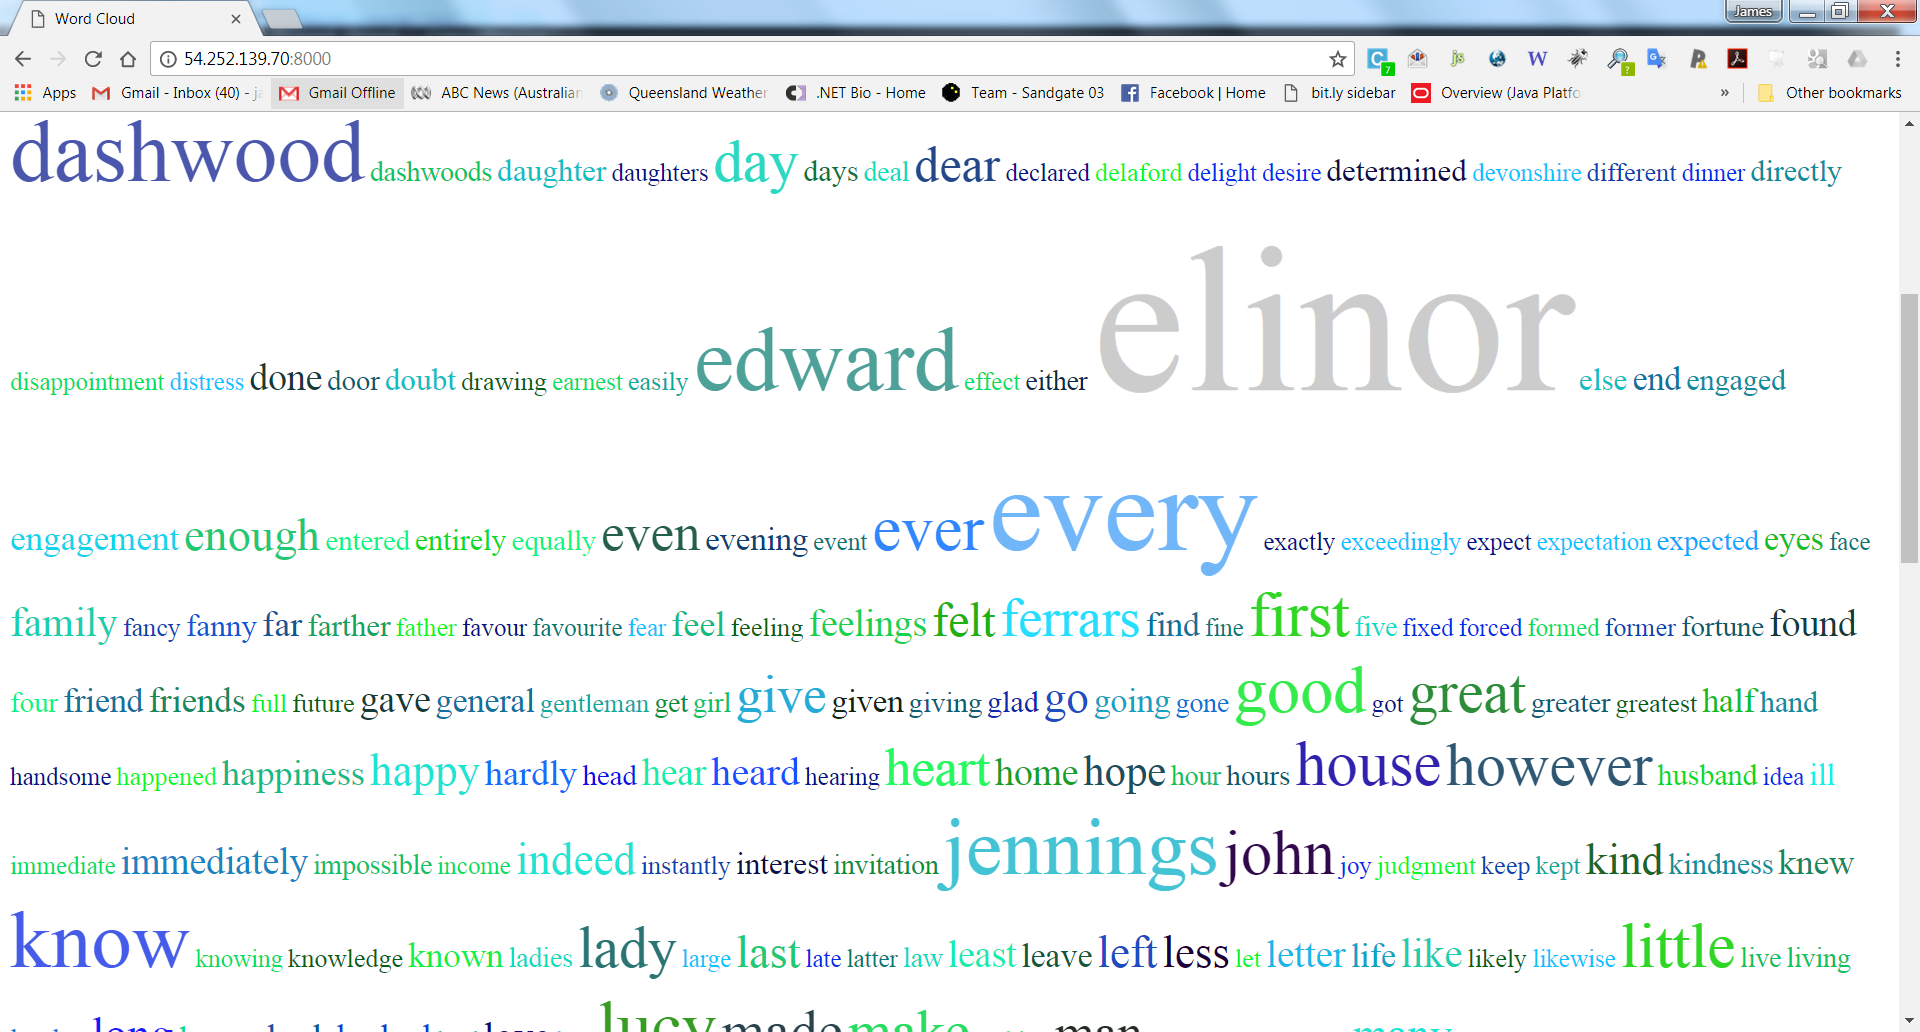 Word Cloud
James
54.252.139.70:8000
Apps Gmail - Inbox (40) - Gmail Offline ABC News (Australian Queensland Weather .NET Bio - Home Team - Sandgate 03 Facebook | Home bit.ly sidebar Overview (Java Platfo » Other bookmarks
dashwood dashwoods daughter daughters day days deal dear declared delaford delight desire determined devonshire different dinner directly
disappointment distress done door doubt drawing earnest easily edward effect either elinor else end engaged
engagement enough entered entirely equally even evening event ever every exactly exceedingly expect expectation expected eyes face
family fancy fanny far farther father favour favourite fear feel feeling feelings felt ferrars find fine first five fixed forced formed former fortune found
four friend friends full future gave general gentleman get girl give given giving glad go going gone good got great greater greatest half hand
handsome happened happiness happy hardly head hear heard hearing heart home hope hour hours house however husband idea ill
immediate immediately impossible income indeed instantly interest invitation jennings john joy judgment keep kept kind kindness knew
know knowing knowledge known ladies lady large last late latter law least leave left less let letter life like likely likewise little live living
long lucy made make man many